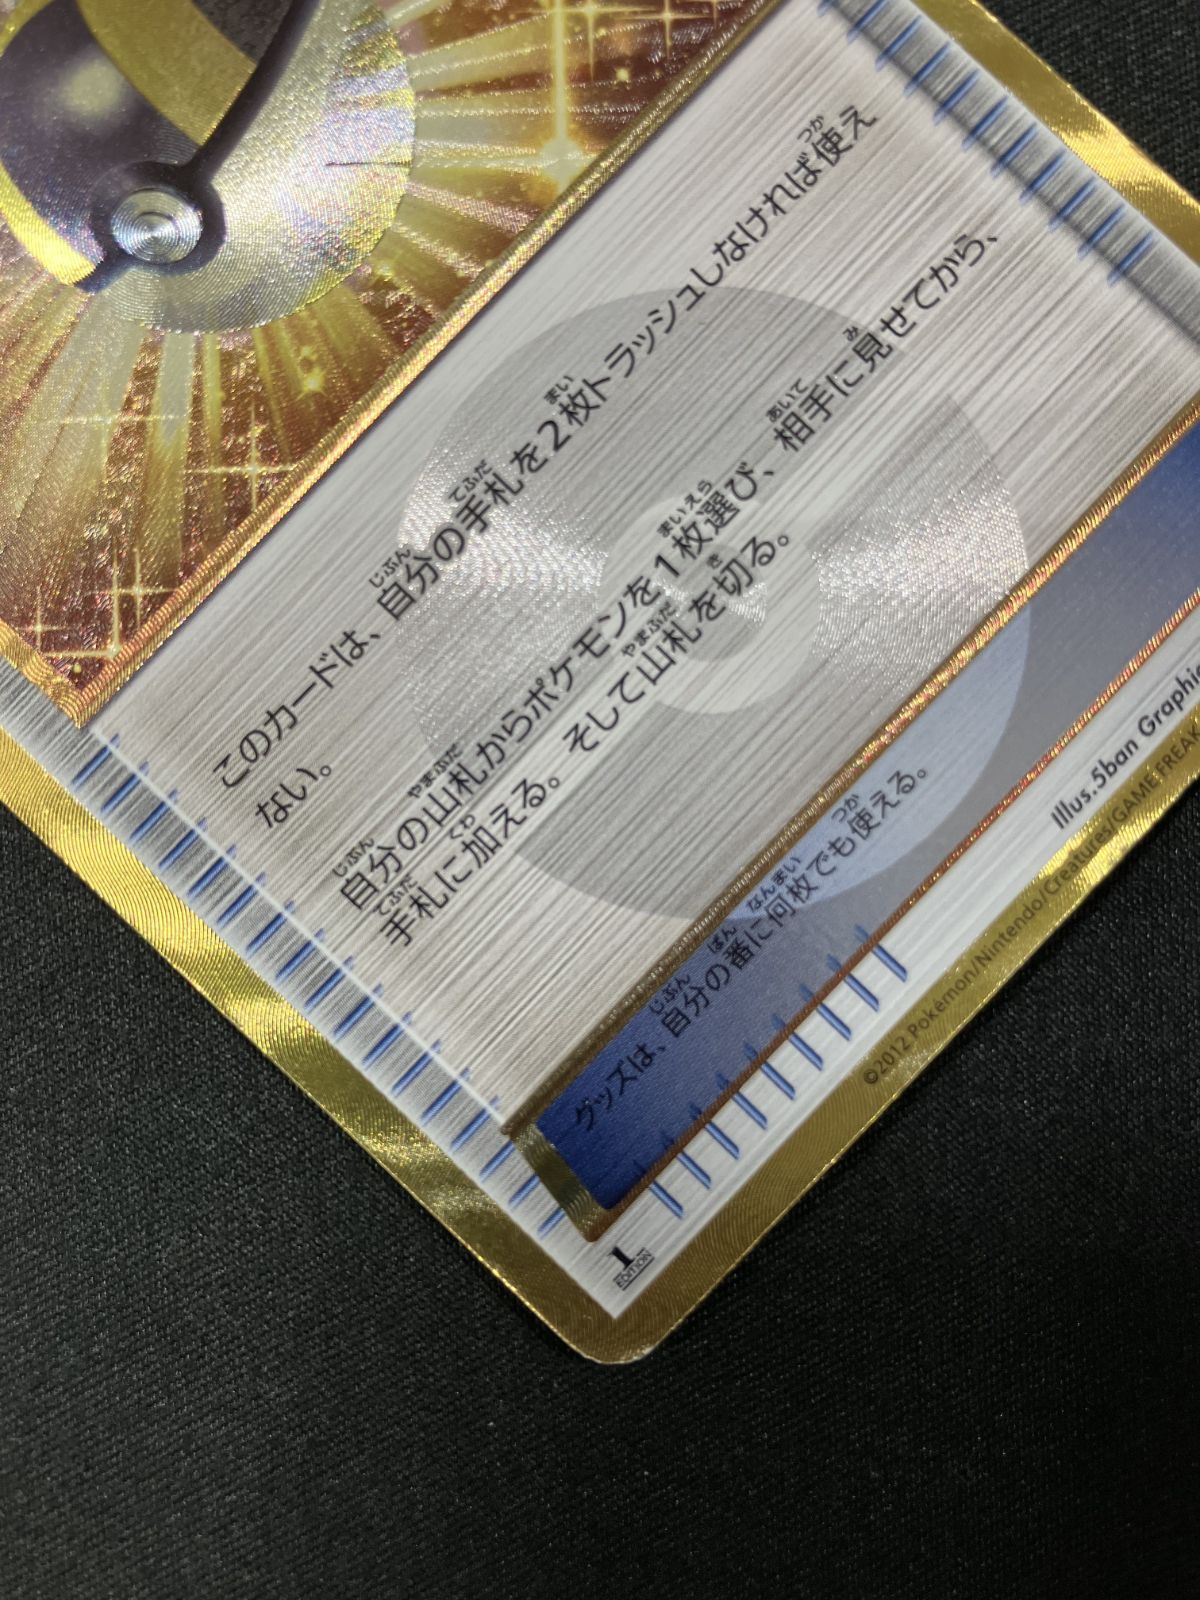 このカードは、自分の手札を2枚トラッシュしなければ使え
ない。
自分の山札からポケモンを1枚選び、相手に見せてから、
手札に加える。そして山札を切る。
グッズは、自分の番に何枚でも使える。
Illus.5ban Graphic
©2012 Pokémon/Nintendo/Creatures/GAME FREAK
1
EDITION